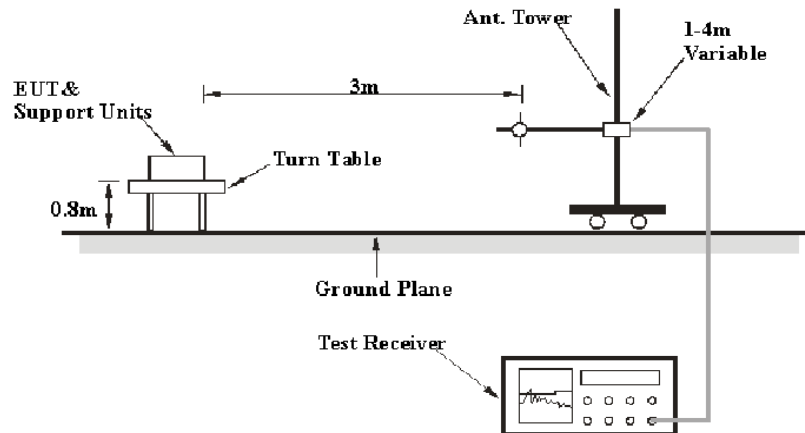 Ant. Tower
1-4m
Variable
3m
EUT&
Support Units
Turn Table
0.8m
Ground Plane
Test Receiver